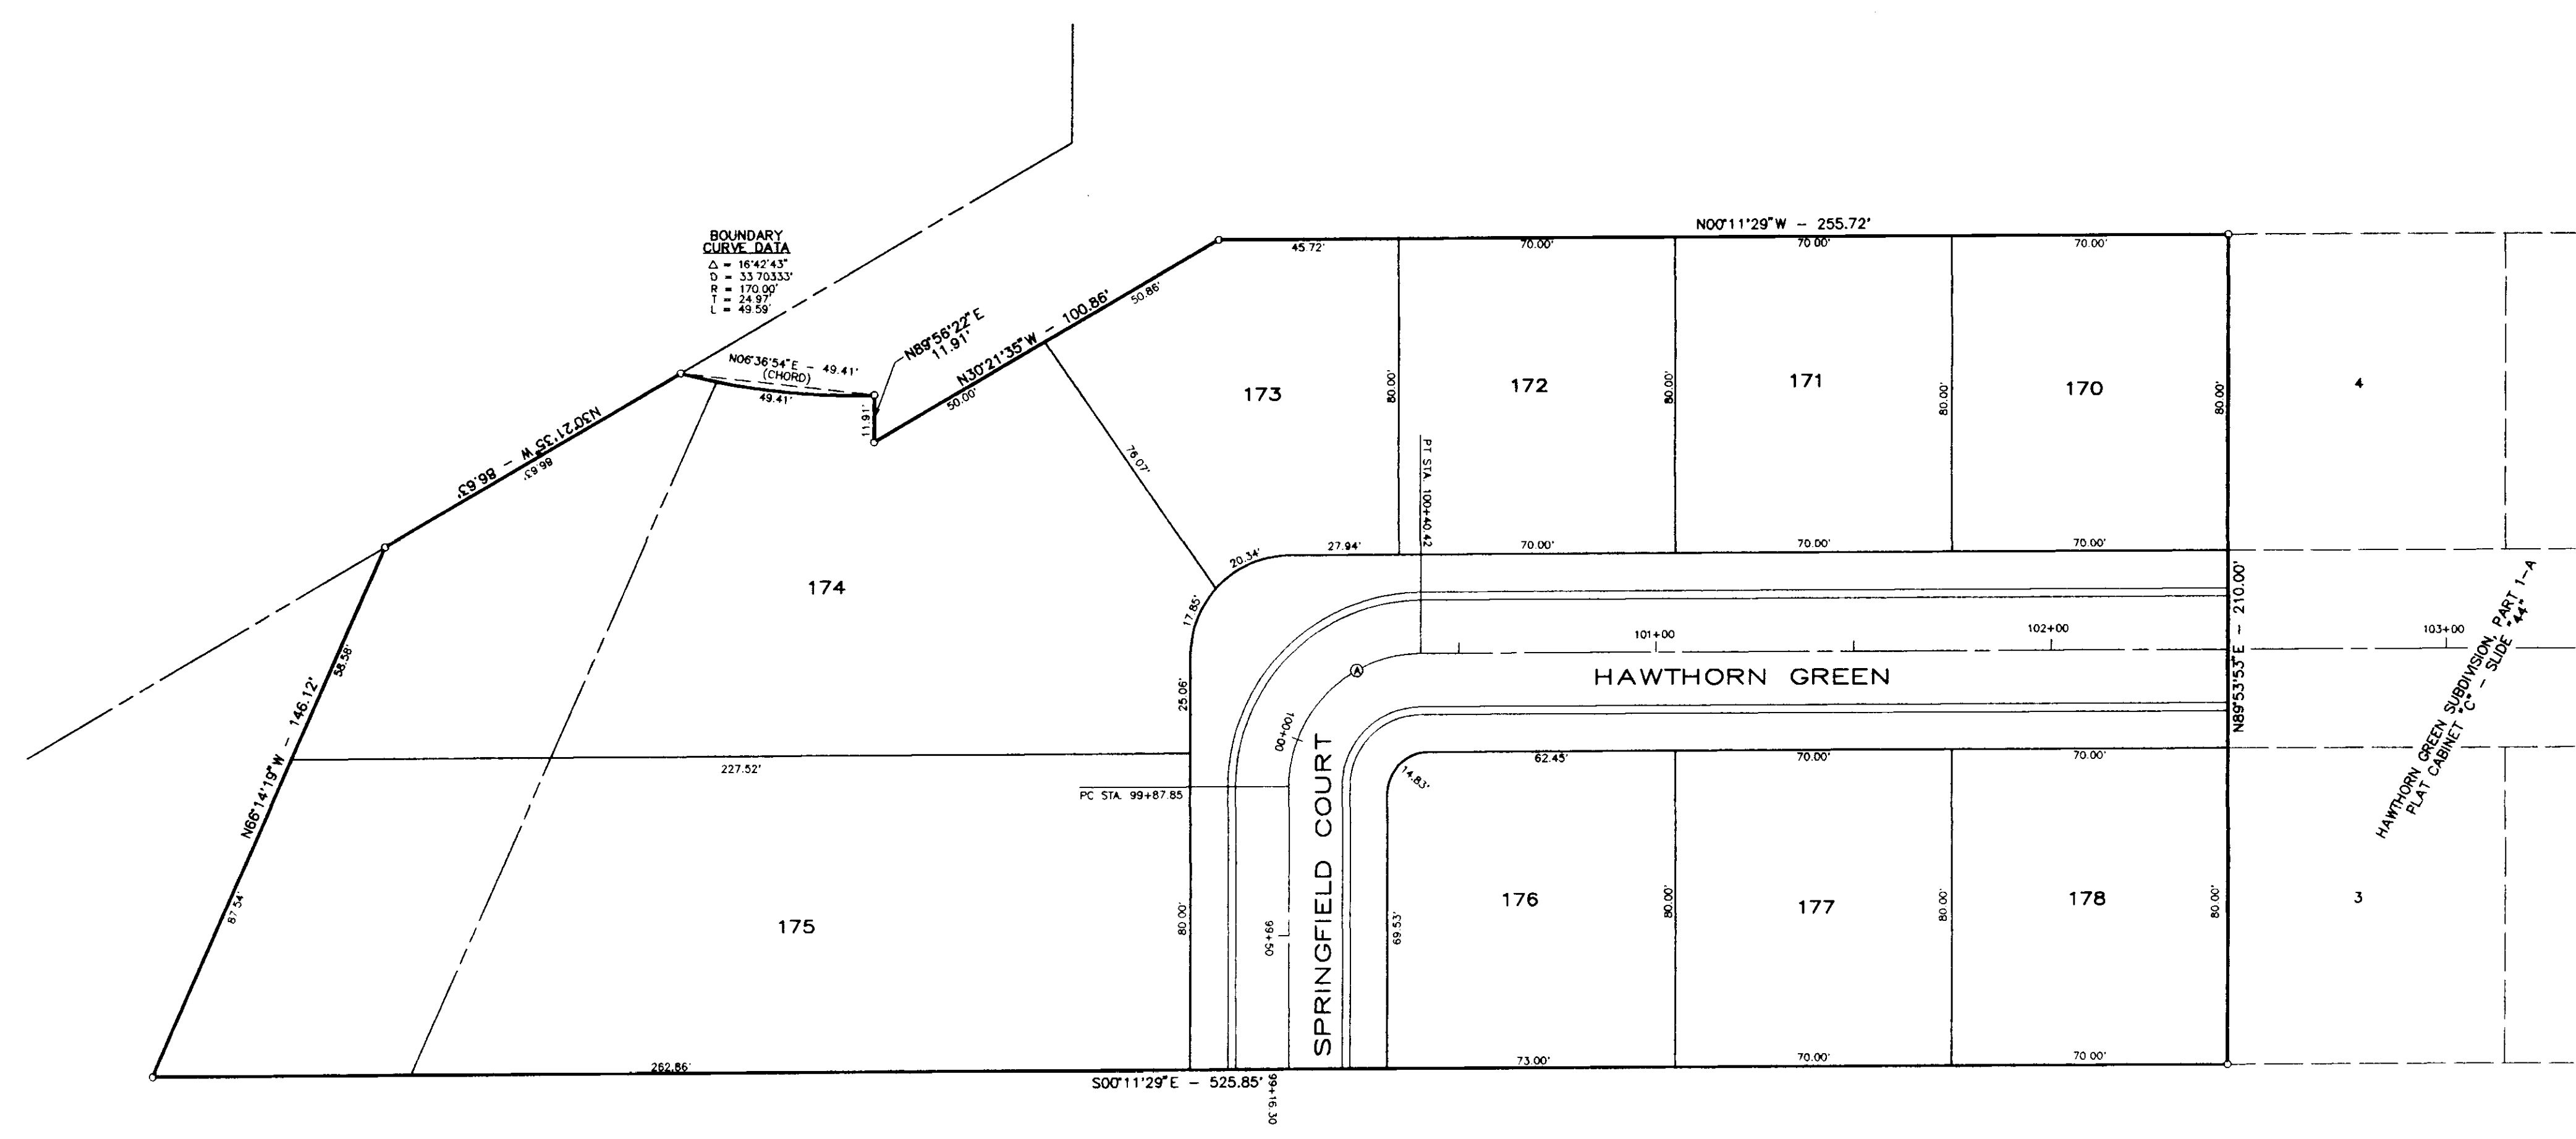 N00°11'29"W - 255.72'
45.72'
70.00'
70.00'
70.00'
BOUNDARY
CURVE DATA
Δ = 16°42'43"
D = 33.70333°
R = 170.00'
T = 24.97'
L = 49.59'
N06°36'54"E - 49.41'
(CHORD)
49.41'
N89°56'22"E
11.91'
11.91'
N30°21'35"W - 100.86'
50.86'
50.00'
N30°21'35"W - 86.63'
86.63'
173
80.00'
172
80.00'
171
80.00'
170
80.00'
4
76.07'
PT STA. 100+40.42
174
20.34'
27.94'
70.00'
70.00'
70.00'
17.85'
25.06'
58.58'
N66°14'19"W - 146.12'
87.54'
A
101+00
102+00
103+00
HAWTHORN GREEN
N89°53'53"E - 210.00'
HAWTHORN GREEN SUBDIVISION, PART 1-A
PLAT CABINET "C" - SLIDE "44"
100+00
227.52'
PC STA. 99+87.85
62.45'
70.00'
70.00'
14.83'
SPRINGFIELD COURT
99+50
175
80.00'
69.53'
176
80.00'
177
80.00'
178
80.00'
3
262.86'
73.00'
70.00'
70.00'
S00°11'29"E - 525.85'
99+16.30